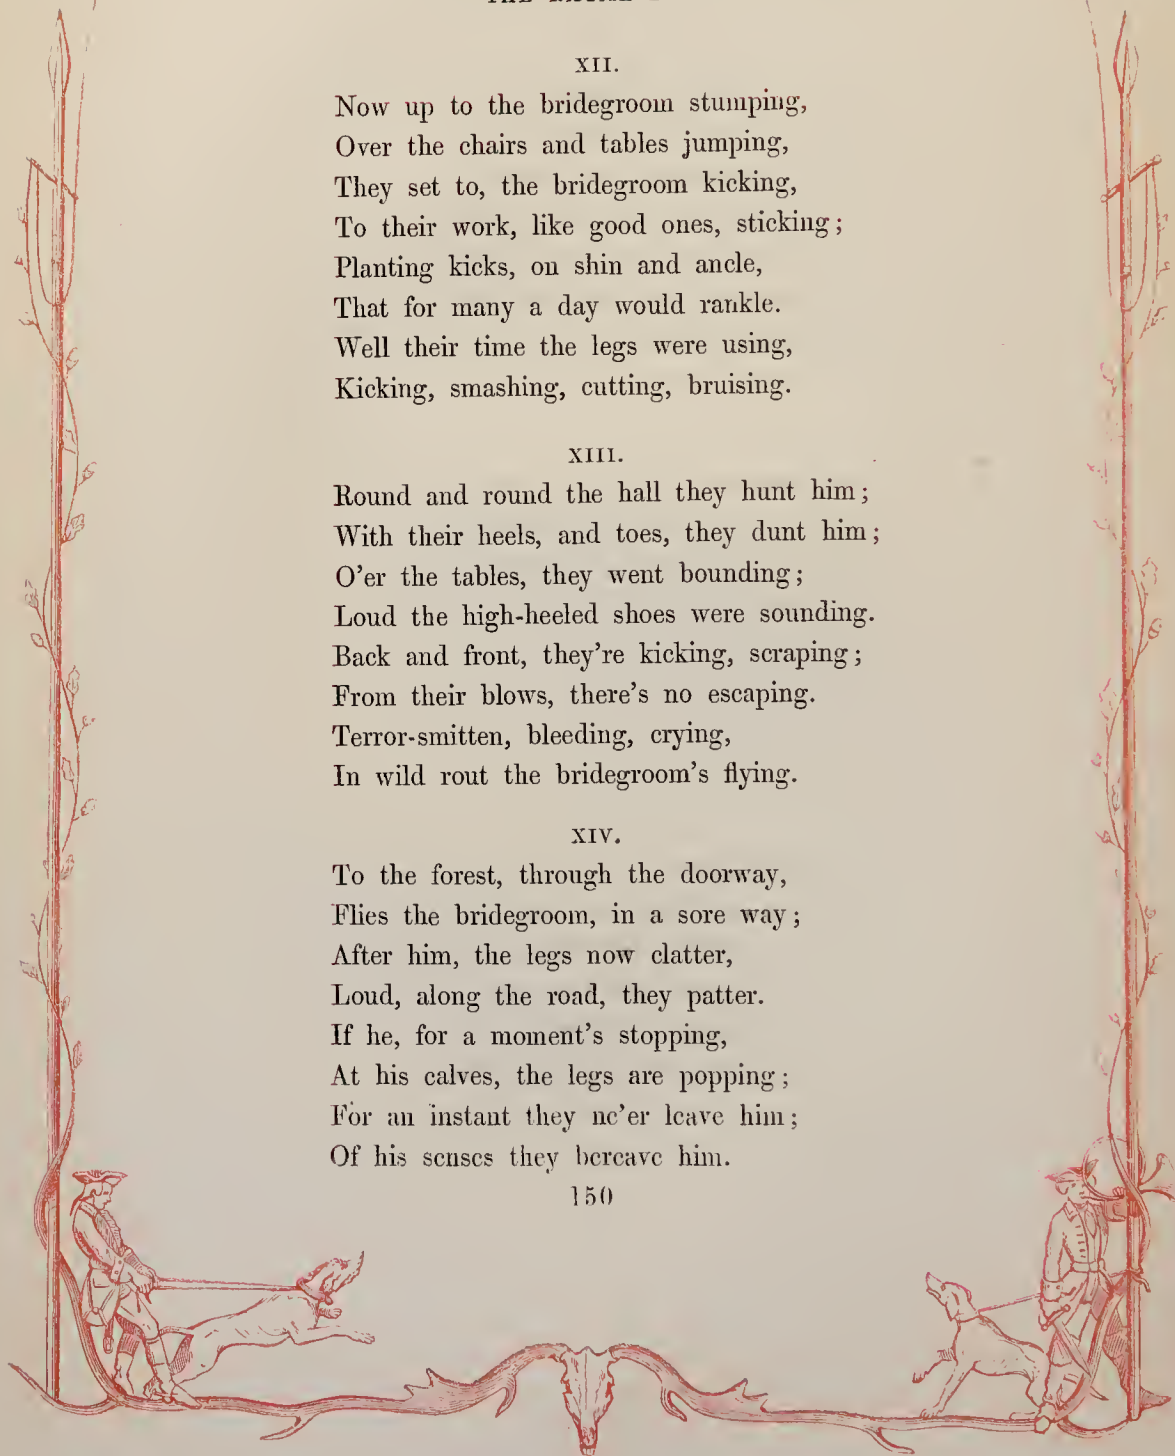 THE
XII.
Now up to the bridegroom stumping,
Over the chairs and tables jumping,
They set to, the bridegroom kicking,
To their work, like good ones, sticking;
Planting kicks, on shin and ancle,
That for many a day would rankle.
Well their time the legs were using,
Kicking, smashing, cutting, bruising.
XIII.
Round and round the hall they hunt him;
With their heels, and toes, they dunt him;
O'er the tables, they went bounding;
Loud the high-heeled shoes were sounding.
Back and front, they're kicking, scraping;
From their blows, there's no escaping.
Terror-smitten, bleeding, crying,
In wild rout the bridegroom's flying.
XIV.
To the forest, through the doorway,
Flies the bridegroom, in a sore way;
After him, the legs now clatter,
Loud, along the road, they patter.
If he, for a moment's stopping,
At his calves, the legs are popping;
For an instant they ne'er leave him;
Of his senses they bereave him.
150